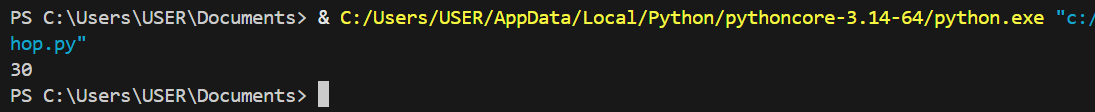 PS C:\Users\USER\Documents> & C:/Users/USER/AppData/Local/Python/pythoncore-3.14-64/python.exe "c:/
hop.py"
30
PS C:\Users\USER\Documents>